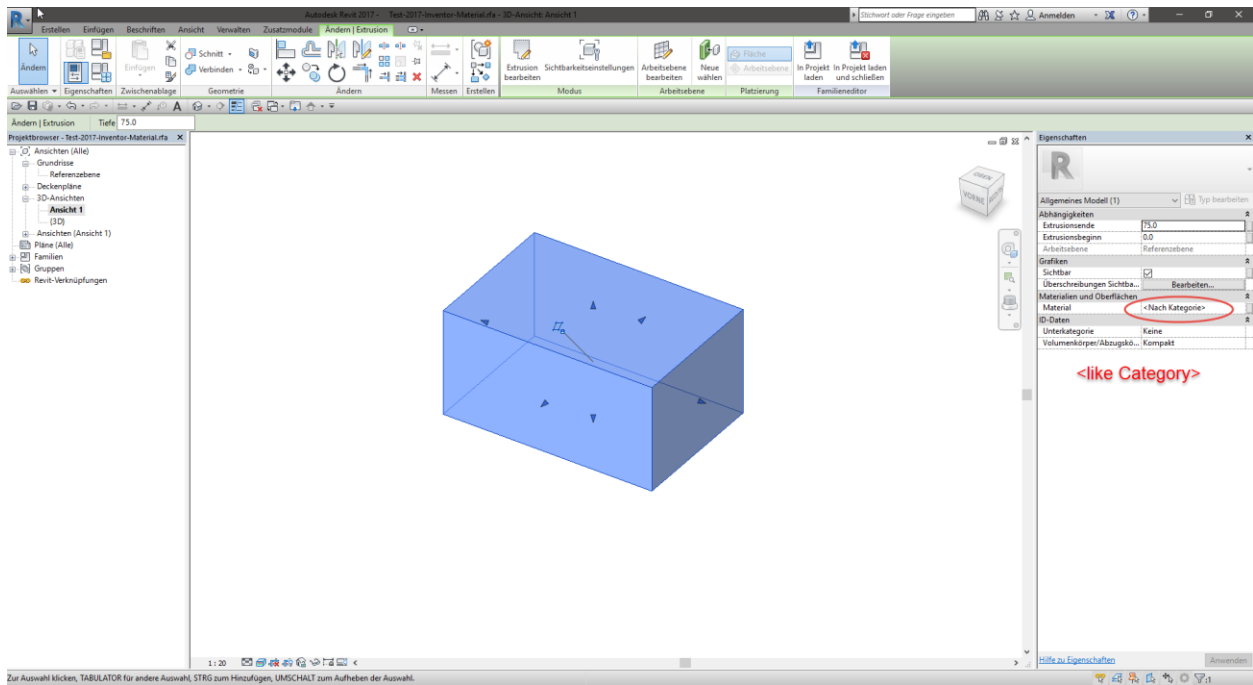 Autodesk Revit 2017 - Test-2017-Inventor-Material.rfa - 3D-Ansicht: Ansicht 1
Stichwort oder Frage eingeben
Anmelden
Erstellen Einfügen Beschriften Ansicht Verwalten Zusatzmodule Ändern | Extrusion
Ändern
Einfügen
Schnitt
Verbinden
Extrusion bearbeiten
Sichtbarkeitseinstellungen
Arbeitsebene bearbeiten
Neue wählen
Fläche
Arbeitsebene
In Projekt laden
In Projekt laden und schließen
Auswählen Eigenschaften Zwischenablage Geometrie Ändern Messen Erstellen Modus Arbeitsebene Platzierung Familieneditor
Ändern | Extrusion Tiefe 75.0
Projektbrowser - Test-2017-Inventor-Material.rfa
Ansichten (Alle)
Grundrisse
Referenzebene
Deckenpläne
3D-Ansichten
Ansicht 1
{3D}
Ansichten (Ansicht 1)
Pläne (Alle)
Familien
Gruppen
Revit-Verknüpfungen
OBEN
VORNE
Eigenschaften
Allgemeines Modell (1) Typ bearbeiten
Abhängigkeiten
Extrusionsende 75.0
Extrusionsbeginn 0.0
Arbeitsebene Referenzebene
Grafiken
Sichtbar
Überschreibungen Sichtba... Bearbeiten...
Materialien und Oberflächen
Material <Nach Kategorie>
ID-Daten
Unterkategorie Keine
Volumenkörper/Abzugskö... Kompakt
<like Category>
1 : 20
Hilfe zu Eigenschaften Anwenden
Zur Auswahl klicken, TABULATOR für andere Auswahl, STRG zum Hinzufügen, UMSCHALT zum Aufheben der Auswahl.
:1